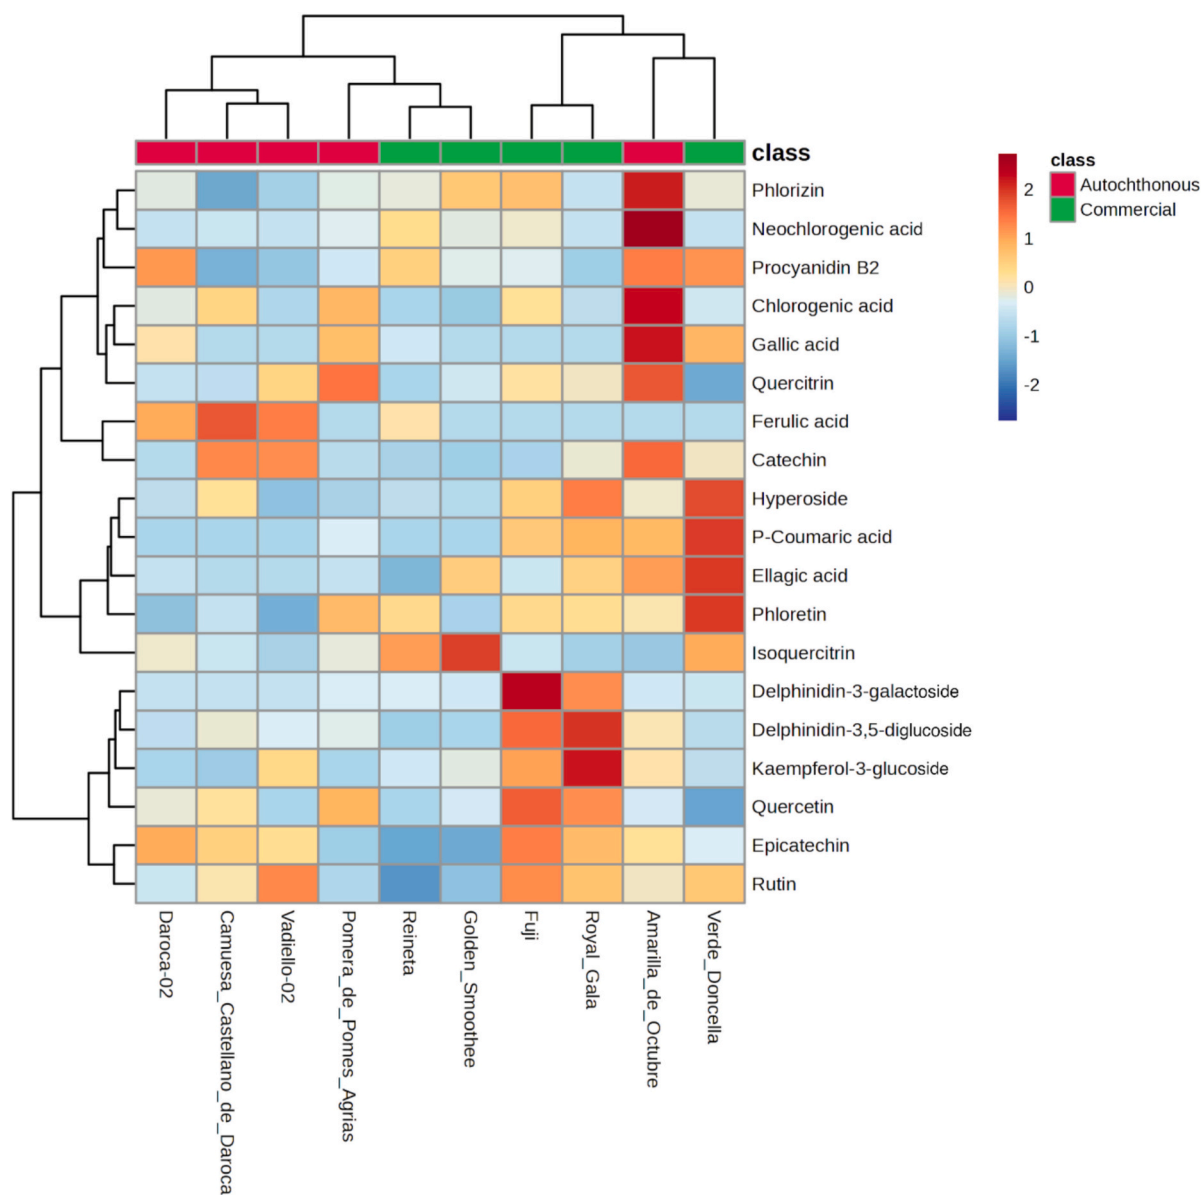 class
Phlorizin
Neochlorogenic acid
Procyanidin B2
Chlorogenic acid
Gallic acid
Quercitrin
Ferulic acid
Catechin
Hyperoside
P-Coumaric acid
Ellagic acid
Phloretin
Isoquercitrin
Delphinidin-3-galactoside
Delphinidin-3,5-diglucoside
Kaempferol-3-glucoside
Quercetin
Epicatechin
Rutin
2
1
0
-1
-2
class
Autochthonous
Commercial
Daroca-02
Camuesa_Castellano_de_Daroca
Vadiello-02
Pomera_de_Pomes_Agrias
Reineta
Golden_Smoothee
Fuji
Royal_Gala
Amarilla_de_Octubre
Verde_Doncella